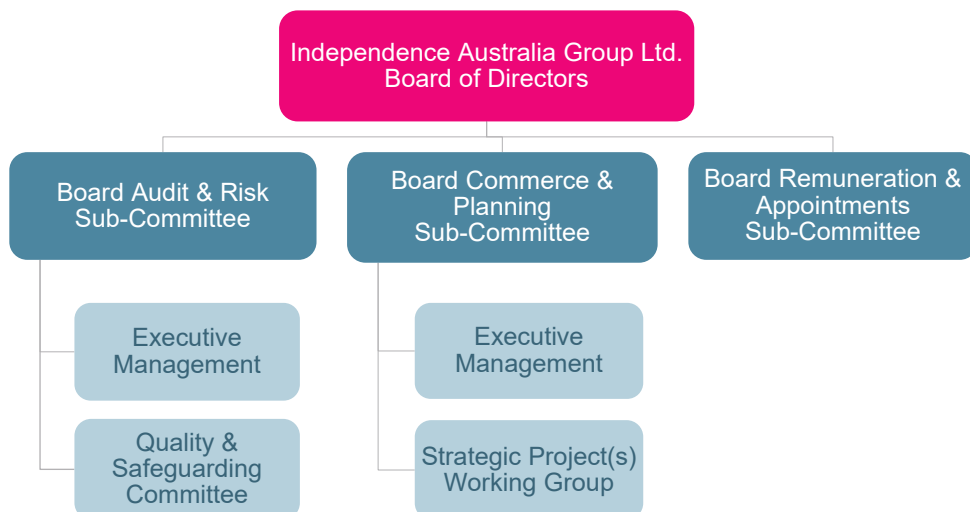 Independence Australia Group Ltd.
Board of Directors
Board Audit & Risk
Sub-Committee
Board Commerce &
Planning
Sub-Committee
Board Remuneration &
Appointments
Sub-Committee
Executive
Management
Executive
Management
Quality &
Safeguarding
Committee
Strategic Project(s)
Working Group